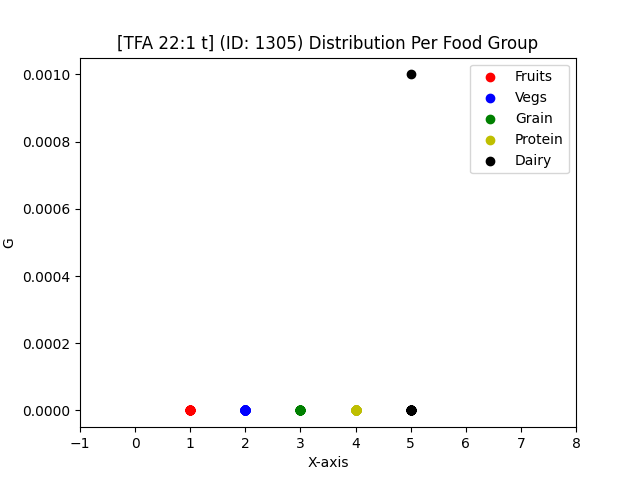 [TFA 22:1 t] (ID: 1305) Distribution Per Food Group
0.0010
0.0008
0.0006
0.0004
0.0002
0.0000
G
Fruits
Vegs
Grain
Protein
Dairy
−1 0 1 2 3 4 5 6 7 8
X-axis